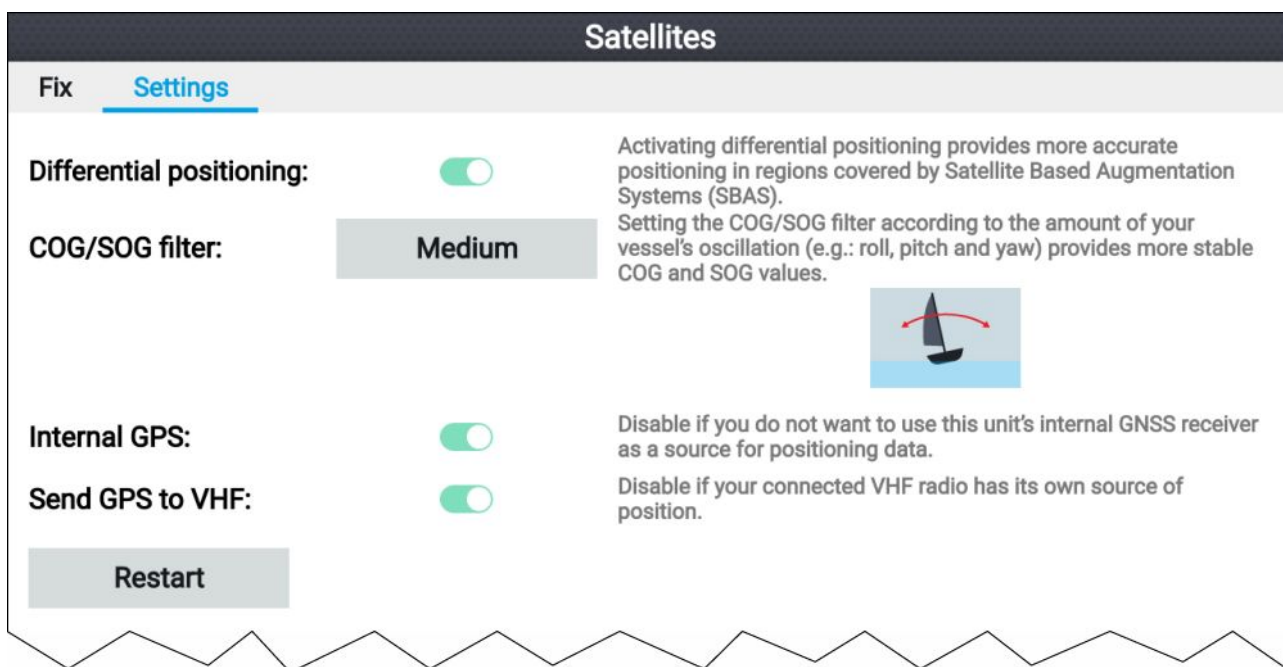 Satellites
Fix Settings
Differential positioning:
Activating differential positioning provides more accurate
positioning in regions covered by Satellite Based Augmentation
Systems (SBAS).
COG/SOG filter:
Medium
Setting the COG/SOG filter according to the amount of your
vessel's oscillation (e.g.: roll, pitch and yaw) provides more stable
COG and SOG values.
Internal GPS:
Disable if you do not want to use this unit's internal GNSS receiver
as a source for positioning data.
Send GPS to VHF:
Disable if your connected VHF radio has its own source of
position.
Restart